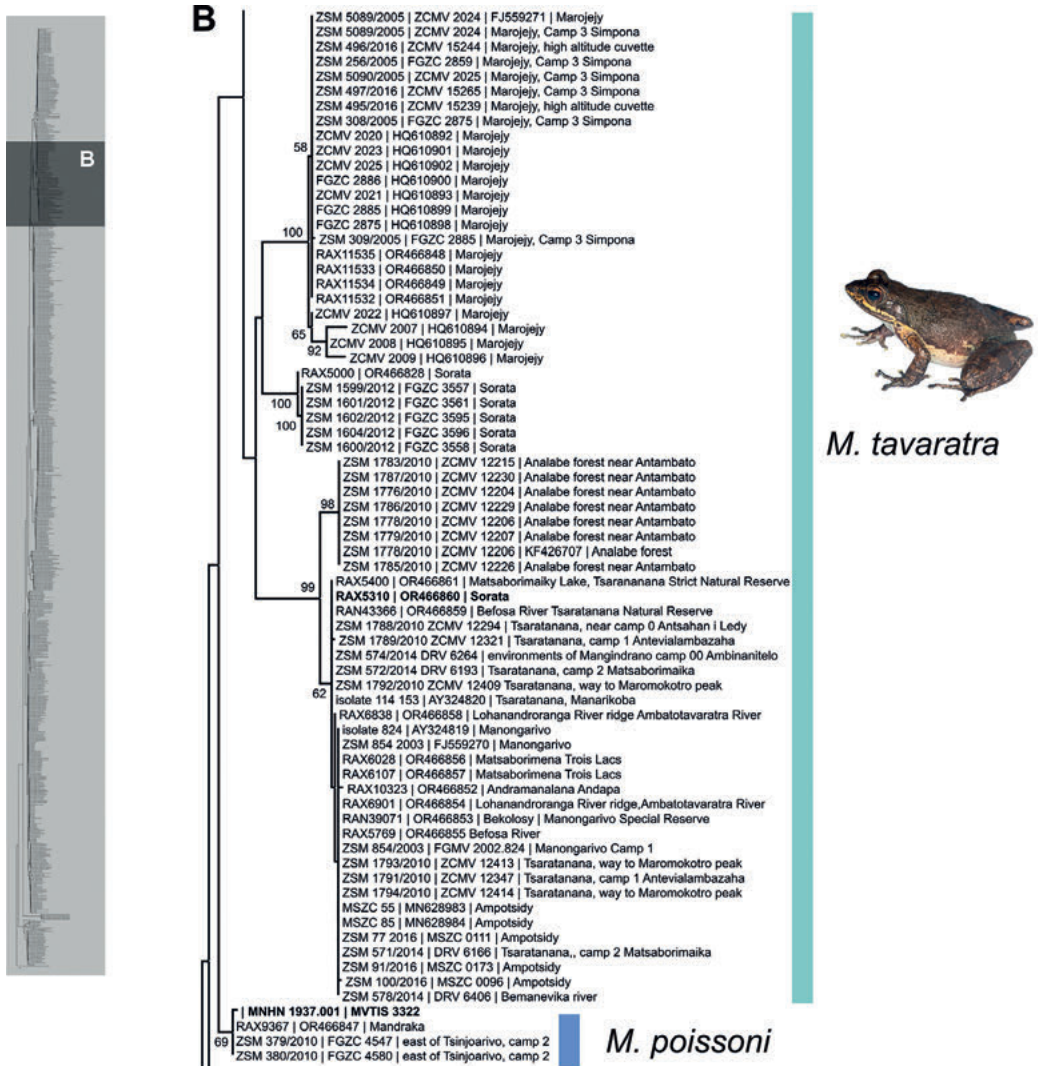 B
B
ZSM 5089/2005 | ZCMV 2024 | FJ559271 | Marojejy
ZSM 5089/2005 | ZCMV 2024 | Marojejy, Camp 3 Simpona
ZSM 496/2016 | ZCMV 15244 | Marojejy, high altitude cuvette
ZSM 256/2005 | FGZC 2859 | Marojejy, Camp 3 Simpona
ZSM 5090/2005 | ZCMV 2025 | Marojejy, Camp 3 Simpona
ZSM 497/2016 | ZCMV 15265 | Marojejy, Camp 3 Simpona
ZSM 495/2016 | ZCMV 15239 | Marojejy, high altitude cuvette
ZSM 308/2005 | FGZC 2875 | Marojejy, Camp 3 Simpona
ZCMV 2020 | HQ610892 | Marojejy
58 ZCMV 2023 | HQ610901 | Marojejy
ZCMV 2025 | HQ610902 | Marojejy
FGZC 2886 | HQ610900 | Marojejy
ZCMV 2021 | HQ610893 | Marojejy
FGZC 2885 | HQ610899 | Marojejy
FGZC 2875 | HQ610898 | Marojejy
100 ZSM 309/2005 | FGZC 2885 | Marojejy, Camp 3 Simpona
RAX11535 | OR466848 | Marojejy
RAX11533 | OR466850 | Marojejy
RAX11534 | OR466849 | Marojejy
RAX11532 | OR466851 | Marojejy
ZCMV 2022 | HQ610897 | Marojejy
65 ZCMV 2007 | HQ610894 | Marojejy
92 ZCMV 2008 | HQ610895 | Marojejy
ZCMV 2009 | HQ610896 | Marojejy
RAX5000 | OR466828 | Sorata
ZSM 1599/2012 | FGZC 3557 | Sorata
100 ZSM 1601/2012 | FGZC 3561 | Sorata
ZSM 1602/2012 | FGZC 3595 | Sorata
100 ZSM 1604/2012 | FGZC 3596 | Sorata
ZSM 1600/2012 | FGZC 3558 | Sorata
M. tavaratra
ZSM 1783/2010 | ZCMV 12215 | Analabe forest near Antambato
ZSM 1787/2010 | ZCMV 12230 | Analabe forest near Antambato
ZSM 1776/2010 | ZCMV 12204 | Analabe forest near Antambato
98 ZSM 1786/2010 | ZCMV 12229 | Analabe forest near Antambato
ZSM 1778/2010 | ZCMV 12206 | Analabe forest near Antambato
ZSM 1779/2010 | ZCMV 12207 | Analabe forest near Antambato
ZSM 1778/2010 | ZCMV 12206 | KF426707 | Analabe forest
ZSM 1785/2010 | ZCMV 12226 | Analabe forest near Antambato
99 RAX5400 | OR466861 | Matsaborimaiky Lake, Tsarananana Strict Natural Reserve
RAX5310 | OR466860 | Sorata
RAN43366 | OR466859 | Befosa River Tsaratanana Natural Reserve
ZSM 1788/2010 ZCMV 12294 | Tsaratanana, near camp 0 Antsahan i Ledy
ZSM 1789/2010 ZCMV 12321 | Tsaratanana, camp 1 Antevialambazaha
ZSM 574/2014 DRV 6264 | environments of Mangindrano camp 00 Ambinanitelo
ZSM 572/2014 DRV 6193 | Tsaratanana, camp 2 Matsaborimaika
62 ZSM 1792/2010 ZCMV 12409 Tsaratanana, way to Maromokotro peak
isolate 114 153 | AY324820 | Tsaratanana, Manarikoba
RAX6838 | OR466858 | Lohanandroranga River ridge Ambatotavaratra River
isolate 824 | AY324819 | Manongarivo
ZSM 854 2003 | FJ559270 | Manongarivo
RAX6028 | OR466856 | Matsaborimena Trois Lacs
RAX6107 | OR466857 | Matsaborimena Trois Lacs
RAX10323 | OR466852 | Andramanalana Andapa
RAX6901 | OR466854 | Lohanandroranga River ridge,Ambatotavaratra River
RAN39071 | OR466853 | Bekolosy | Manongarivo Special Reserve
RAX5769 | OR466855 Befosa River
ZSM 854/2003 | FGMV 2002.824 | Manongarivo Camp 1
ZSM 1793/2010 | ZCMV 12413 | Tsaratanana, way to Maromokotro peak
ZSM 1791/2010 | ZCMV 12347 | Tsaratanana, camp 1 Antevialambazaha
ZSM 1794/2010 | ZCMV 12414 | Tsaratanana, way to Maromokotro peak
MSZC 55 | MN628983 | Ampotsidy
MSZC 85 | MN628984 | Ampotsidy
ZSM 77 2016 | MSZC 0111 | Ampotsidy
ZSM 571/2014 | DRV 6166 | Tsaratanana,, camp 2 Matsaborimaika
ZSM 91/2016 | MSZC 0173 | Ampotsidy
ZSM 100/2016 | MSZC 0096 | Ampotsidy
ZSM 578/2014 | DRV 6406 | Bemanevika river
| MNHN 1937.001 | MVTIS 3322
RAX9367 | OR466847 | Mandraka
69 ZSM 379/2010 | FGZC 4547 | east of Tsinjoarivo, camp 2
ZSM 380/2010 | FGZC 4580 | east of Tsinjoarivo, camp 2
M. poissoni